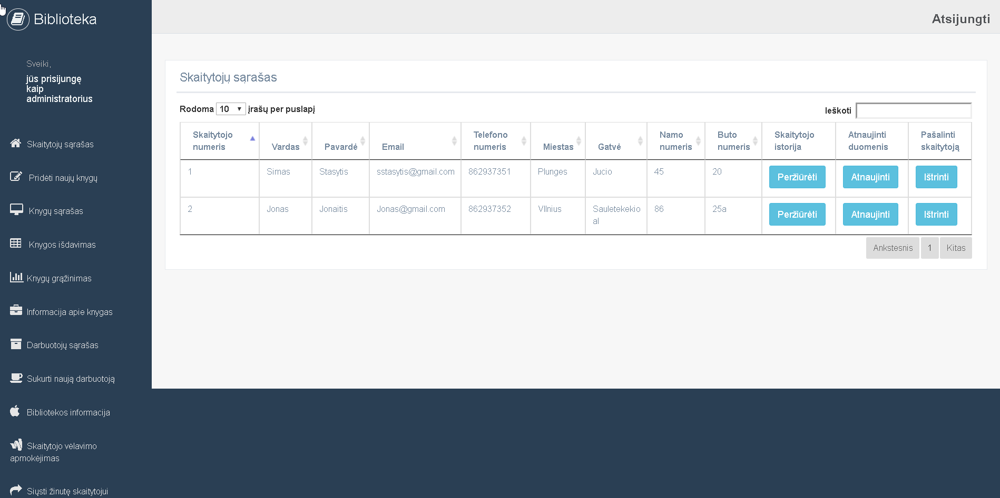 Biblioteka
Atsijungti
Sveiki,
jūs prisijungę
kaip
administratorius
Skaitytojų sąrašas
Pridėti naujų knygų
Knygų sąrašas
Knygos išdavimas
Knygų grąžinimas
Informacija apie knygas
Darbuotojų sąrašas
Sukurti naują darbuotoją
Bibliotekos informacija
Skaitytojo vėlavimo
apmokėjimas
Siųsti žinutę skaitytojui
Skaitytojų sąrašas
Rodoma 10 įrašų per puslapį
Ieškoti
Skaitytojo numeris Vardas Pavardė Email Telefono numeris Miestas Gatvė Namo numeris Buto numeris Skaitytojo istorija Atnaujinti duomenis Pašalinti skaitytoją
1 Simas Stasytis sstasytis@gmail.com 862937351 Plunges Jucio 45 20 Peržiūrėti Atnaujinti Ištrinti
2 Jonas Jonaitis Jonas@gmail.com 862937352 VIlnius Sauletekekio 86 25a Peržiūrėti Atnaujinti Ištrinti
al
Ankstesnis 1 Kitas